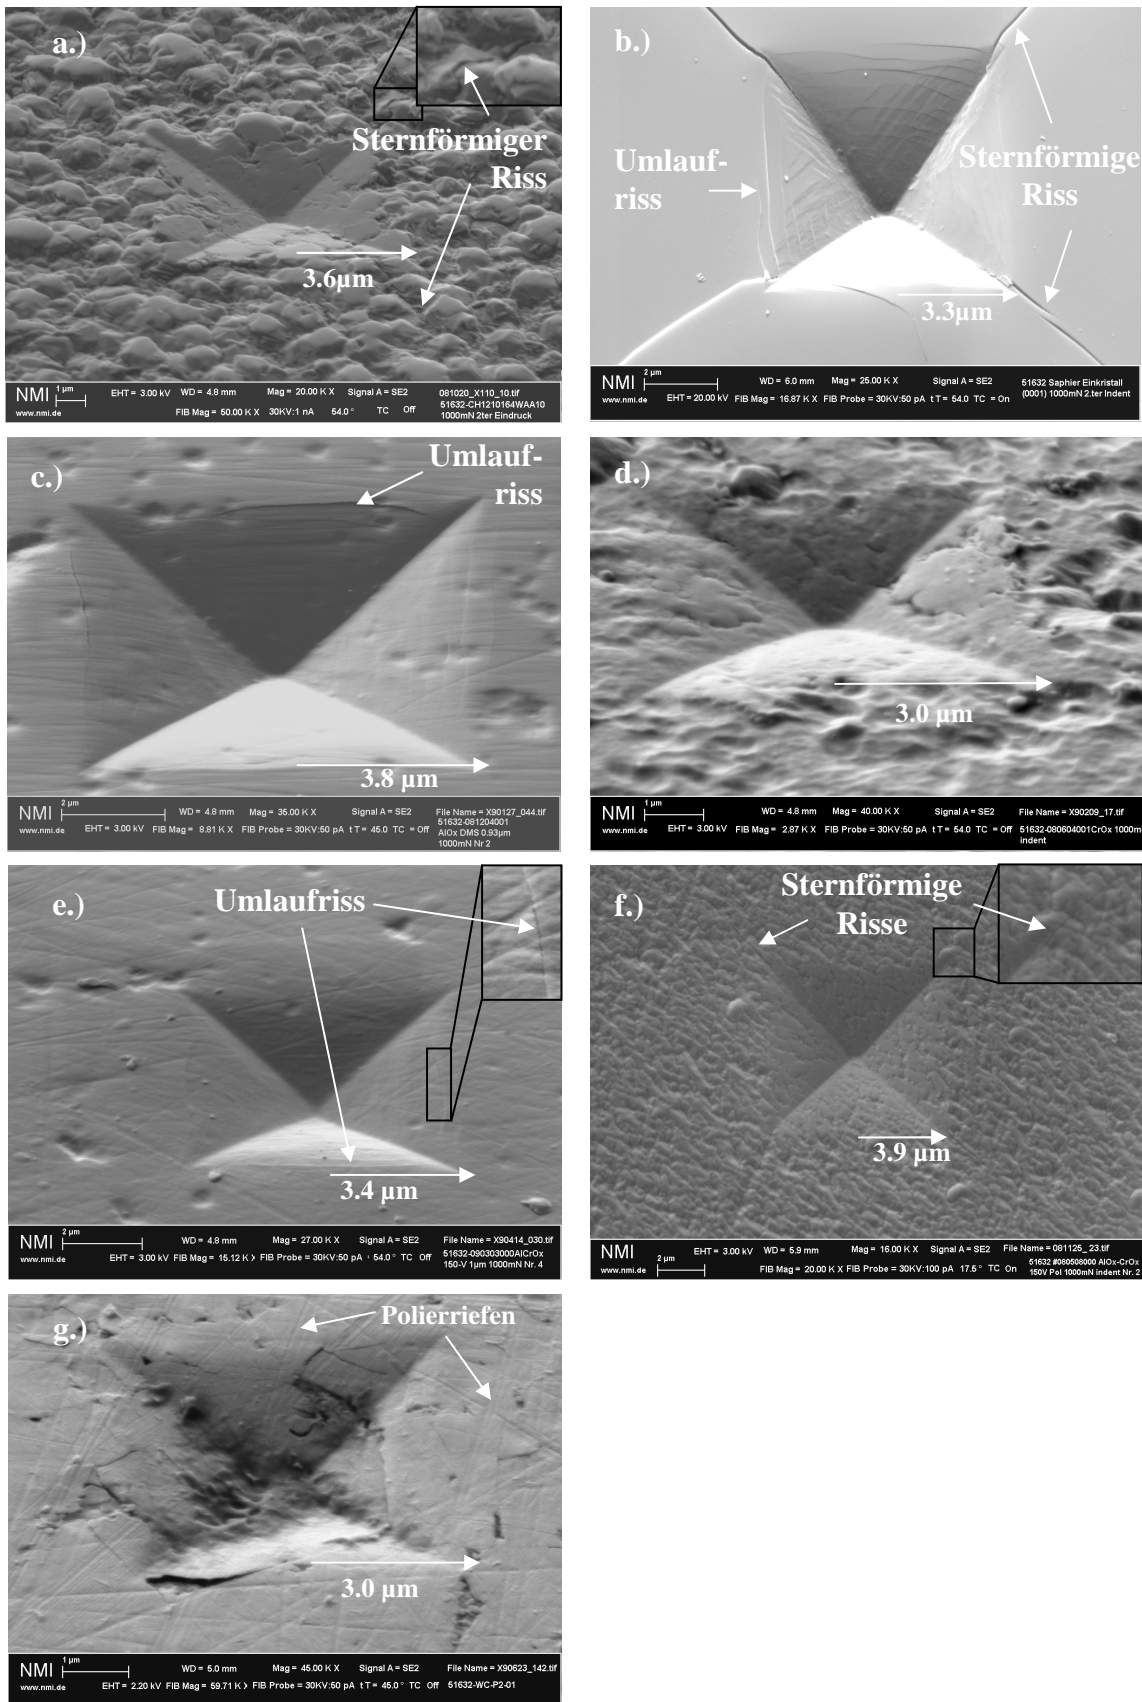 a.)
Sternförmiger
Riss
3.6µm
NMI
www.nmi.de
1 µm
EHT = 3.00 kV
WD = 4.8 mm
Mag = 20.00 K X
Signal A = SE2
FIB Mag = 50.00 K X
30KV:1 nA
54.0 °
TC
Off
081020_X110_10.tif
51632-CH1210164WAA10
1000mN 2ter Eindruck
b.)
Umlauf-
riss
Sternförmige
Riss
3.3µm
NMI
www.nmi.de
2 µm
EHT = 20.00 kV
WD = 6.0 mm
Mag = 25.00 K X
Signal A = SE2
FIB Mag = 16.87 K X
FIB Probe = 30KV:50 pA
t T = 54.0
TC = On
51632 Saphier Einkristall
(0001) 1000mN 2.ter Indent
c.)
Umlauf-
riss
3.8 µm
NMI
www.nmi.de
2 µm
EHT = 3.00 kV
WD = 4.8 mm
Mag = 35.00 K X
Signal A = SE2
FIB Mag = 8.81 K X
FIB Probe = 30KV:50 pA
t T = 45.0
TC = Off
File Name = X90127_044.tif
51632-081204001
AlOx DMS 0.93µm
1000mN Nr 2
d.)
3.0 µm
NMI
www.nmi.de
1 µm
EHT = 3.00 kV
WD = 4.8 mm
Mag = 40.00 K X
Signal A = SE2
FIB Mag = 2.87 K X
FIB Probe = 30KV:50 pA
t T = 54.0
TC = Off
File Name = X90209_17.tif
51632-080604001CrOx 1000m
indent
e.)
Umlaufriss
3.4 µm
NMI
www.nmi.de
2 µm
EHT = 3.00 kV
WD = 4.8 mm
Mag = 27.00 K X
Signal A = SE2
FIB Mag = 15.12 K
FIB Probe = 30KV:50 pA
54.0 °
TC
Off
File Name = X90414_030.tif
51632-090303000AlCrOx
150-V 1µm 1000mN Nr. 4
f.)
Sternförmige
Risse
3.9 µm
NMI
www.nmi.de
2 µm
EHT = 3.00 kV
WD = 5.9 mm
Mag = 16.00 K X
Signal A = SE2
FIB Mag = 20.00 K X
FIB Probe = 30KV:100 pA
17.5 °
TC
On
File Name = 081125_ 23.tif
51632 #080508000 AlOx-CrOx
150V Pol 1000mN indent Nr. 2
g.)
Polierriefen
3.0 µm
NMI
www.nmi.de
1 µm
EHT = 2.20 kV
WD = 5.0 mm
Mag = 45.00 K X
Signal A = SE2
FIB Mag = 59.71 K
FIB Probe = 30KV:50 pA
t T = 45.0 °
TC
Off
File Name = X90623_142.tif
51632-WC-P2-01